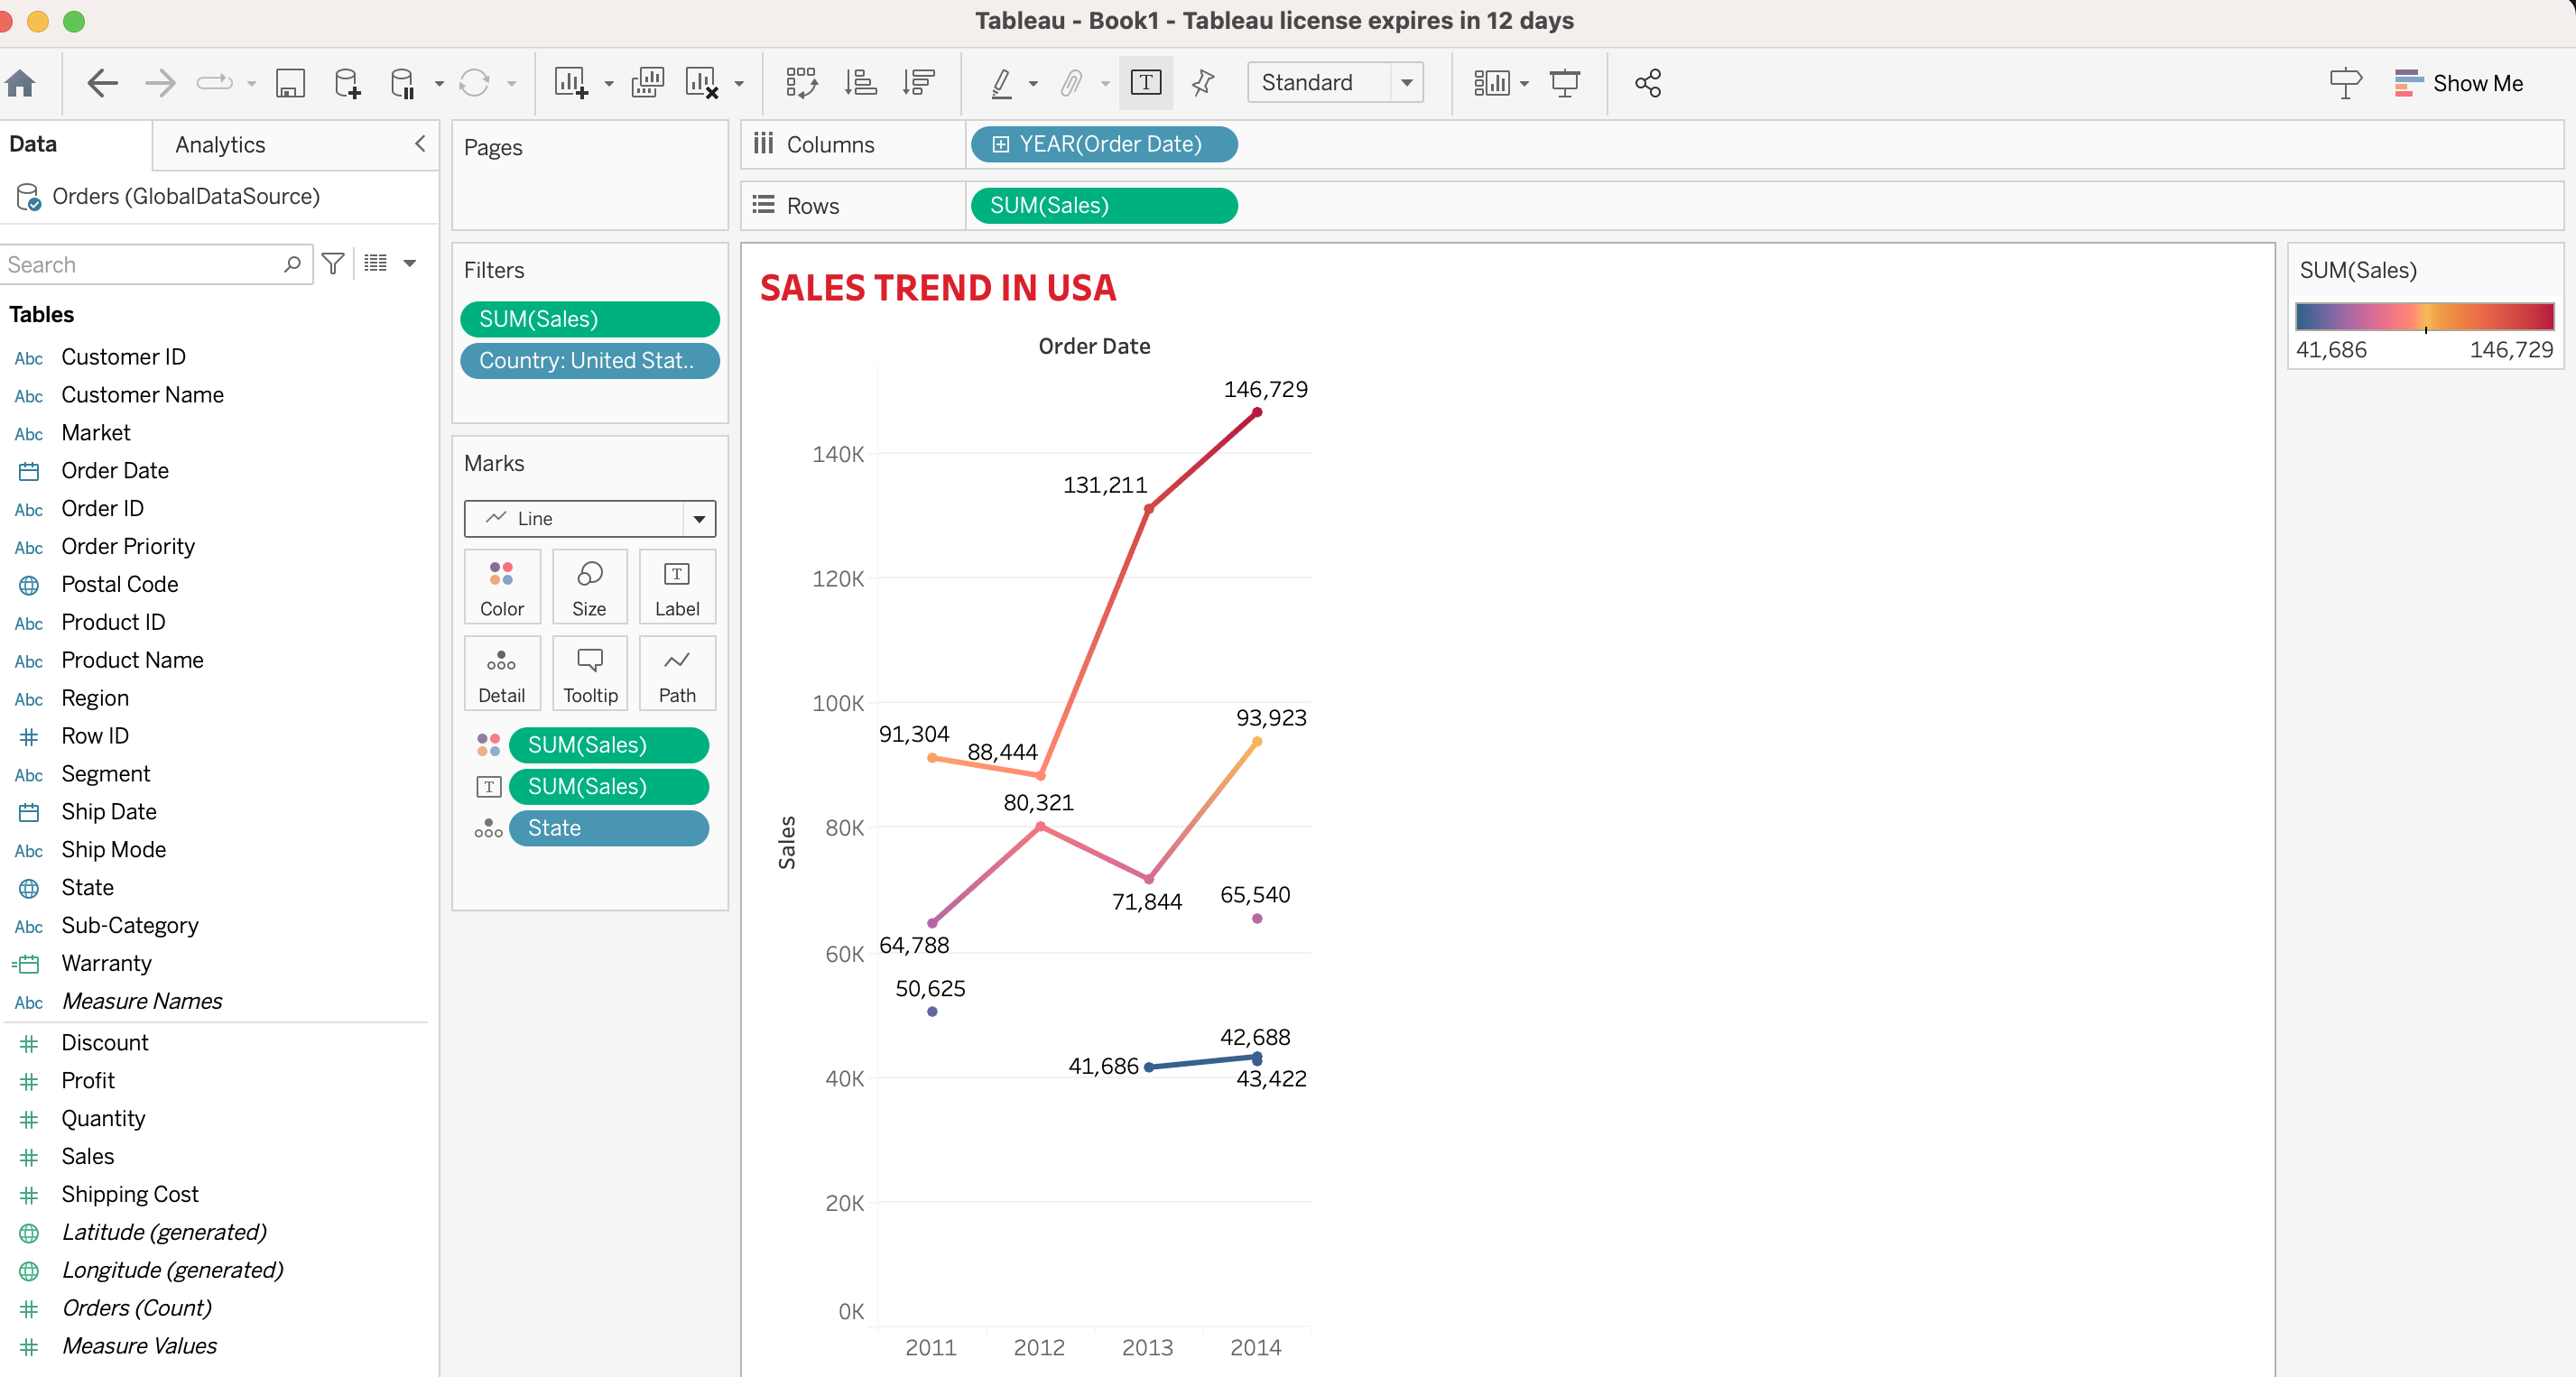 Tableau - Book1 - Tableau license expires in 12 days
Standard
Show Me
Data
Analytics
Orders (GlobalDataSource)
Search
Tables
Abc Customer ID
Abc Customer Name
Abc Market
Order Date
Abc Order ID
Abc Order Priority
Postal Code
Abc Product ID
Abc Product Name
Abc Region
Row ID
Abc Segment
Ship Date
Abc Ship Mode
State
Abc Sub-Category
Warranty
Abc Measure Names
Discount
Profit
Quantity
Sales
Shipping Cost
Latitude (generated)
Longitude (generated)
Orders (Count)
Measure Values
Pages
Filters
SUM(Sales)
Country: United Stat..
Marks
Line
Color
Size
T
Label
Detail
Tooltip
Path
SUM(Sales)
T SUM(Sales)
State
Columns
YEAR(Order Date)
Rows
SUM(Sales)
SALES TREND IN USA
Order Date
146,729
140K
131,211
120K
100K
93,923
91,304
88,444
80,321
80K
Sales
71,844
65,540
64,788
60K
50,625
42,688
41,686
43,422
40K
20K
0K
2011 2012 2013 2014
SUM(Sales)
41,686 146,729